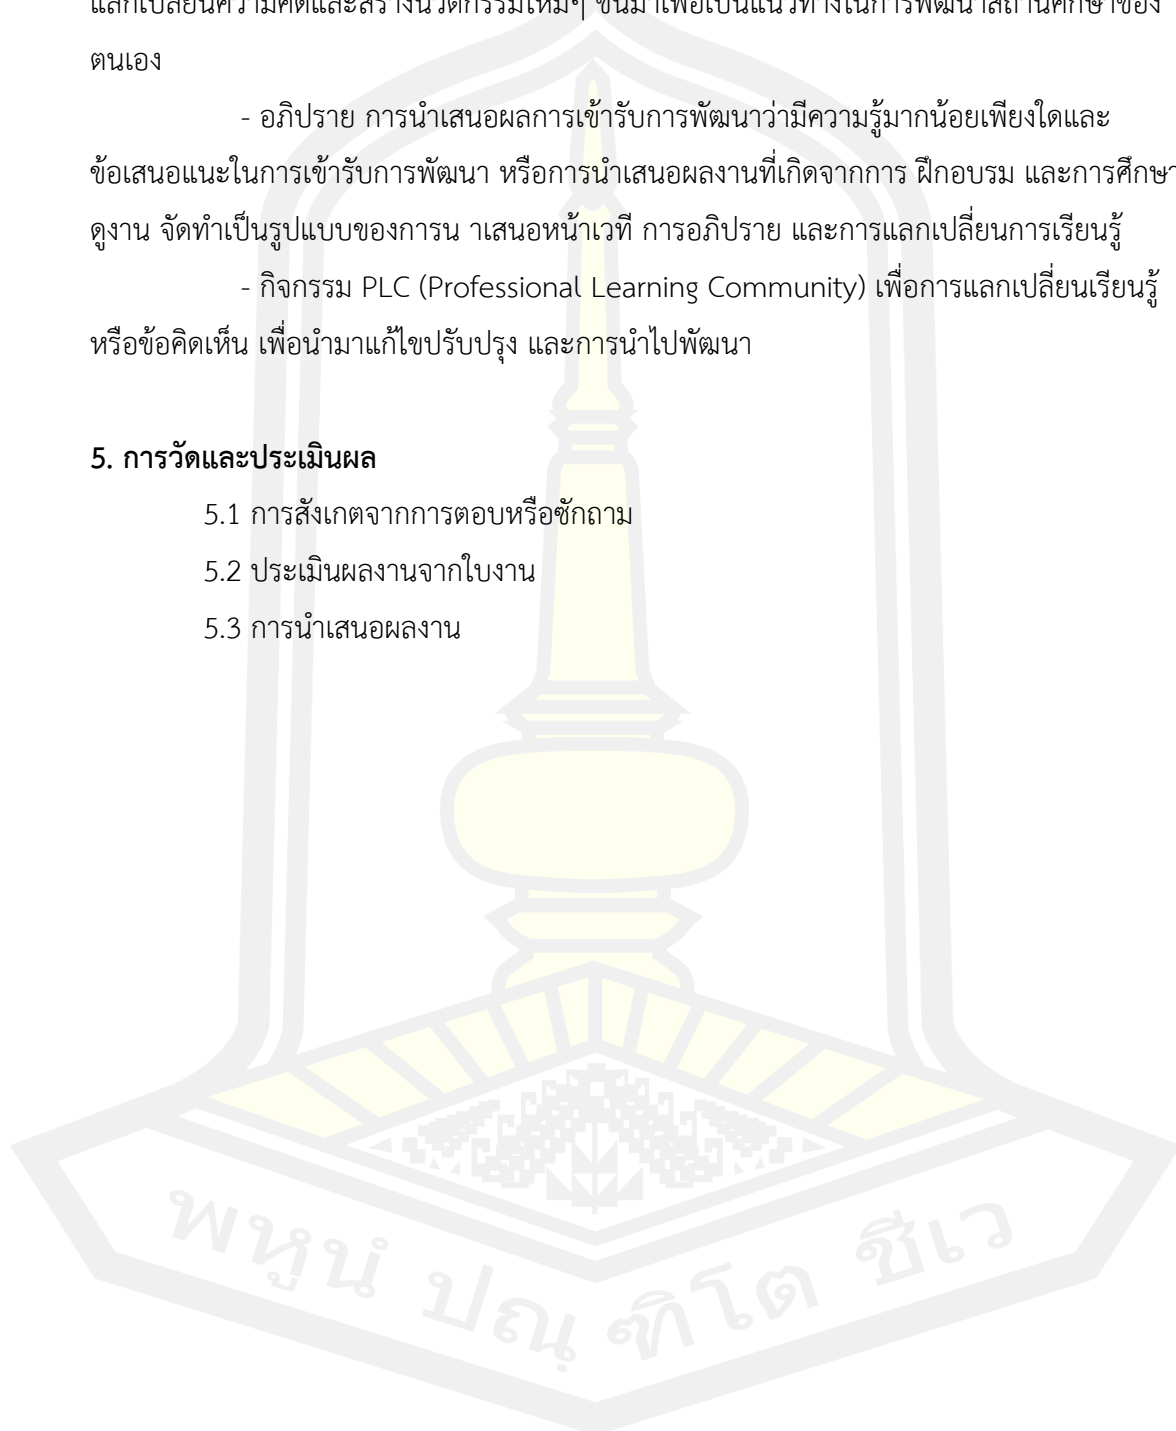 แลกเปลี่ยนความคิดและสร้างนวัตกรรมใหม่ๆ ขึ้นมาเพื่อเป็นแนวทางในการพัฒนาสถานศึกษาของ
ตนเอง
- อภิปราย การนำเสนอผลการเข้ารับการพัฒนาว่ามีความรู้มากน้อยเพียงใดและ
ข้อเสนอแนะในการเข้ารับการพัฒนา หรือการนำเสนอผลงานที่เกิดจากการ ฝึกอบรม และการศึกษา
ดูงาน จัดทำเป็นรูปแบบของการน าเสนอหน้าเวที การอภิปราย และการแลกเปลี่ยนการเรียนรู้
- กิจกรรม PLC (Professional Learning Community) เพื่อการแลกเปลี่ยนเรียนรู้
หรือข้อคิดเห็น เพื่อนำมาแก้ไขปรับปรุง และการนำไปพัฒนา
5. การวัดและประเมินผล
5.1 การสังเกตจากการตอบหรือซักถาม
5.2 ประเมินผลงานจากใบงาน
5.3 การนำเสนอผลงาน
พหูนํ ปณฺฑิโต ชีเว